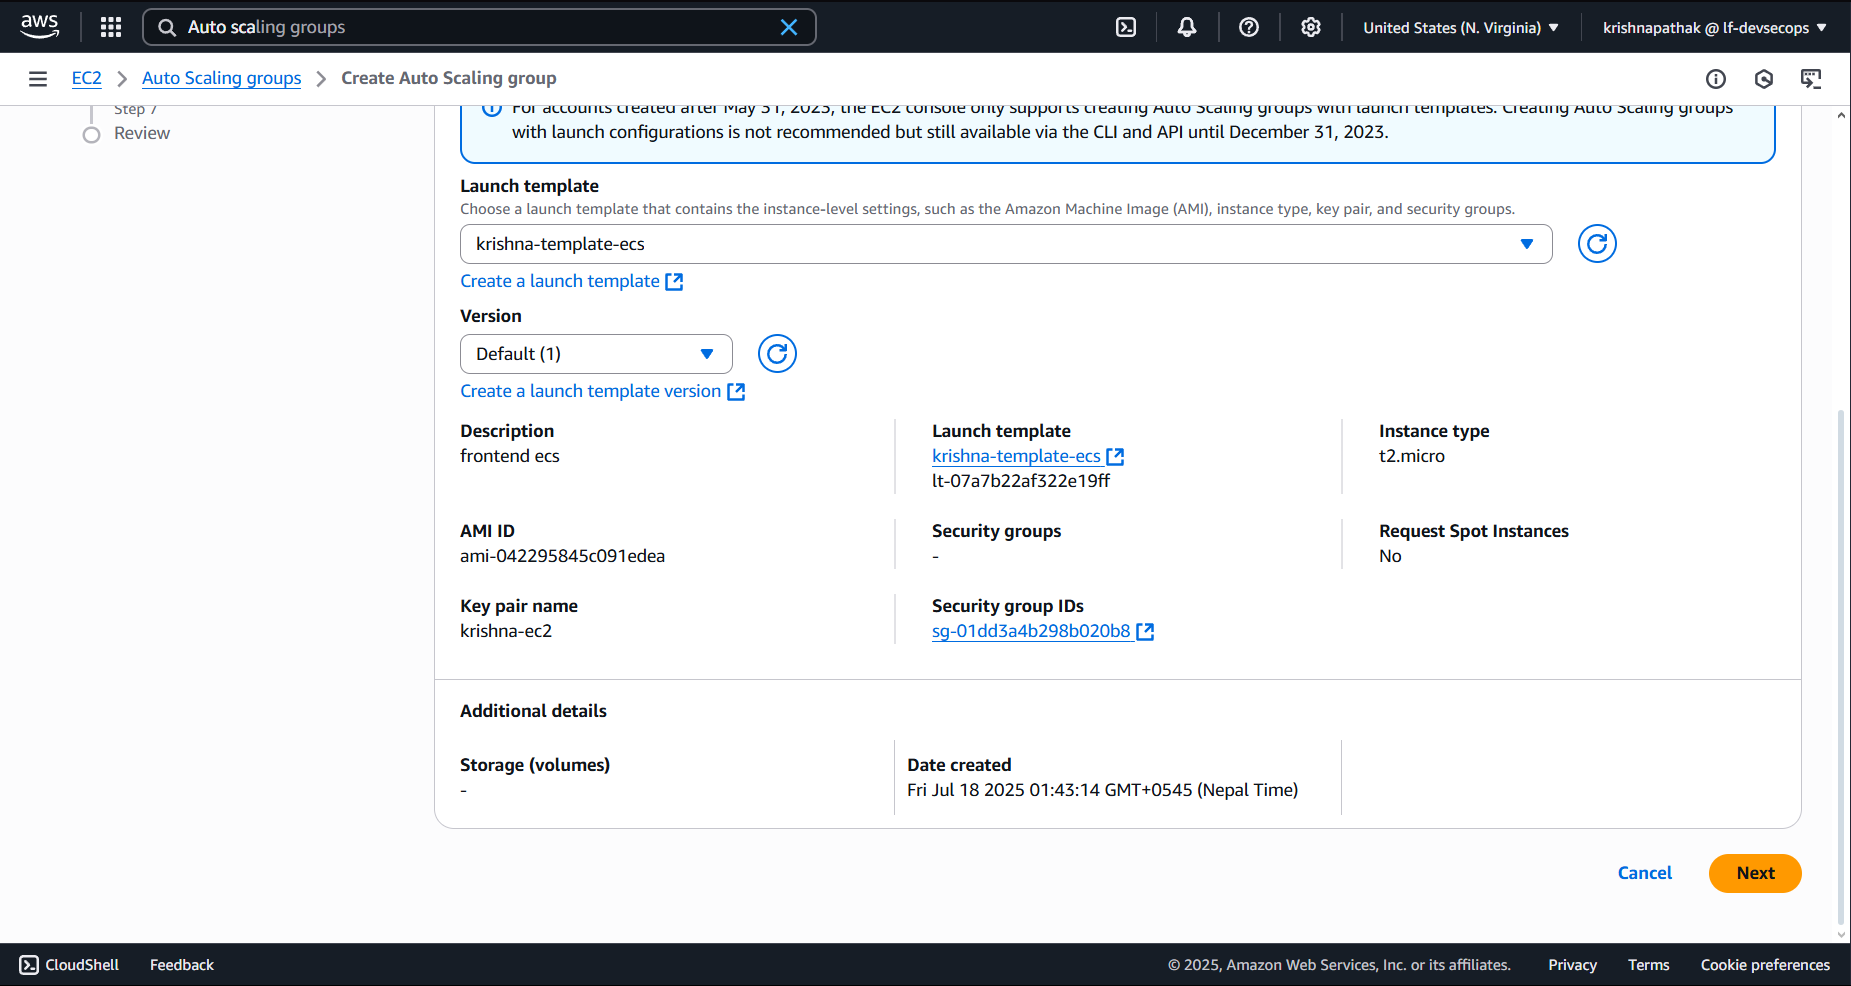 aws
Auto scaling groups
United States (N. Virginia)
krishnapathak @ lf-devsecops
EC2
Auto Scaling groups
Create Auto Scaling group
Step 7
Review
For accounts created after May 31, 2023, the EC2 console only supports creating Auto Scaling groups with launch templates. Creating Auto Scaling groups
with launch configurations is not recommended but still available via the CLI and API until December 31, 2023.
Launch template
Choose a launch template that contains the instance-level settings, such as the Amazon Machine Image (AMI), instance type, key pair, and security groups.
krishna-template-ecs
Create a launch template
Version
Default (1)
Create a launch template version
Description
frontend ecs
Launch template
krishna-template-ecs
lt-07a7b22af322e19ff
Instance type
t2.micro
AMI ID
ami-042295845c091edea
Security groups
-
Request Spot Instances
No
Key pair name
krishna-ec2
Security group IDs
sg-01dd3a4b298b020b8
Additional details
Storage (volumes)
-
Date created
Fri Jul 18 2025 01:43:14 GMT+0545 (Nepal Time)
Cancel
Next
CloudShell
Feedback
© 2025, Amazon Web Services, Inc. or its affiliates.
Privacy
Terms
Cookie preferences